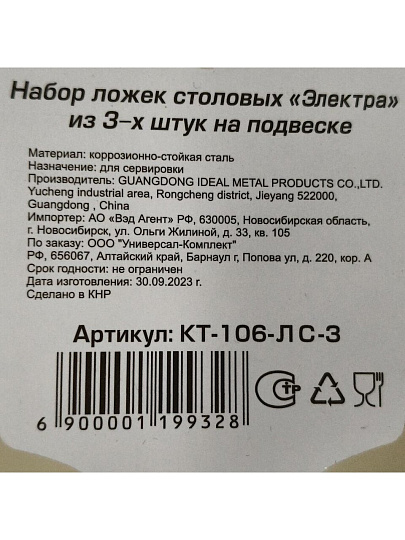 Набор ложек столовых «Электра»
из 3-х штук на подвеске
Материал: коррозионно-стойкая сталь
Назначение: для сервировки
Производитель: GUANGDONG IDEAL METAL PRODUCTS CO.,LTD.
Yucheng industrial area, Rongcheng district, Jieyang 522000,
Guangdong , China
Импортер: АО «Вэд Агент» РФ, 630005, Новосибирская область,
г. Новосибирск, ул. Ольги Жилиной, д. 33, кв. 105
По заказу: ООО "Универсал-Комплект"
РФ, 656067, Алтайский край, Барнаул г, Попова ул, д. 220, кор. А
Срок годности: не ограничен
Дата изготовления: 30.09.2023 г.
Сделано в КНР
Артикул: КТ-106-ЛС-3
6 900001 199328
СТР